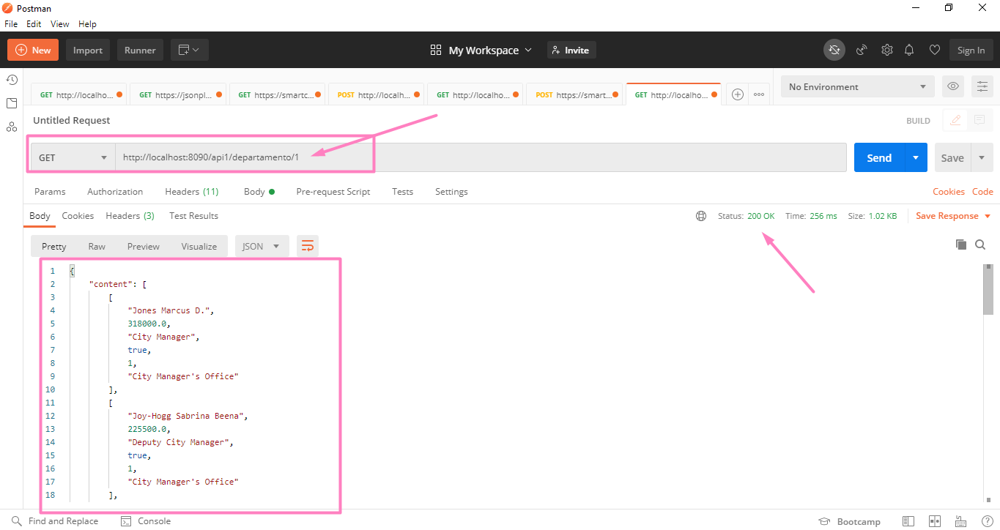 Postman
File Edit View Help
New Import Runner My Workspace Invite Sign In
GET http://localho... GET https://jsonpl... GET https://smartc... POST http://localh... GET http://localho... POST https://smart... GET http://localho... No Environment
Untitled Request BUILD
GET http://localhost:8090/api1/departamento/1 Send Save
Params Authorization Headers (11) Body Pre-request Script Tests Settings Cookies Code
Body Cookies Headers (3) Test Results Status: 200 OK Time: 256 ms Size: 1.02 KB Save Response
Pretty Raw Preview Visualize JSON
1 {
2 "content": [
3 [
4 "Jones Marcus D.",
5 318000.0,
6 "City Manager",
7 true,
8 1,
9 "City Manager's Office"
10 ],
11 [
12 "Joy-Hogg Sabrina Beena",
13 225500.0,
14 "Deputy City Manager",
15 true,
16 1,
17 "City Manager's Office"
18 ],
Find and Replace Console Bootcamp